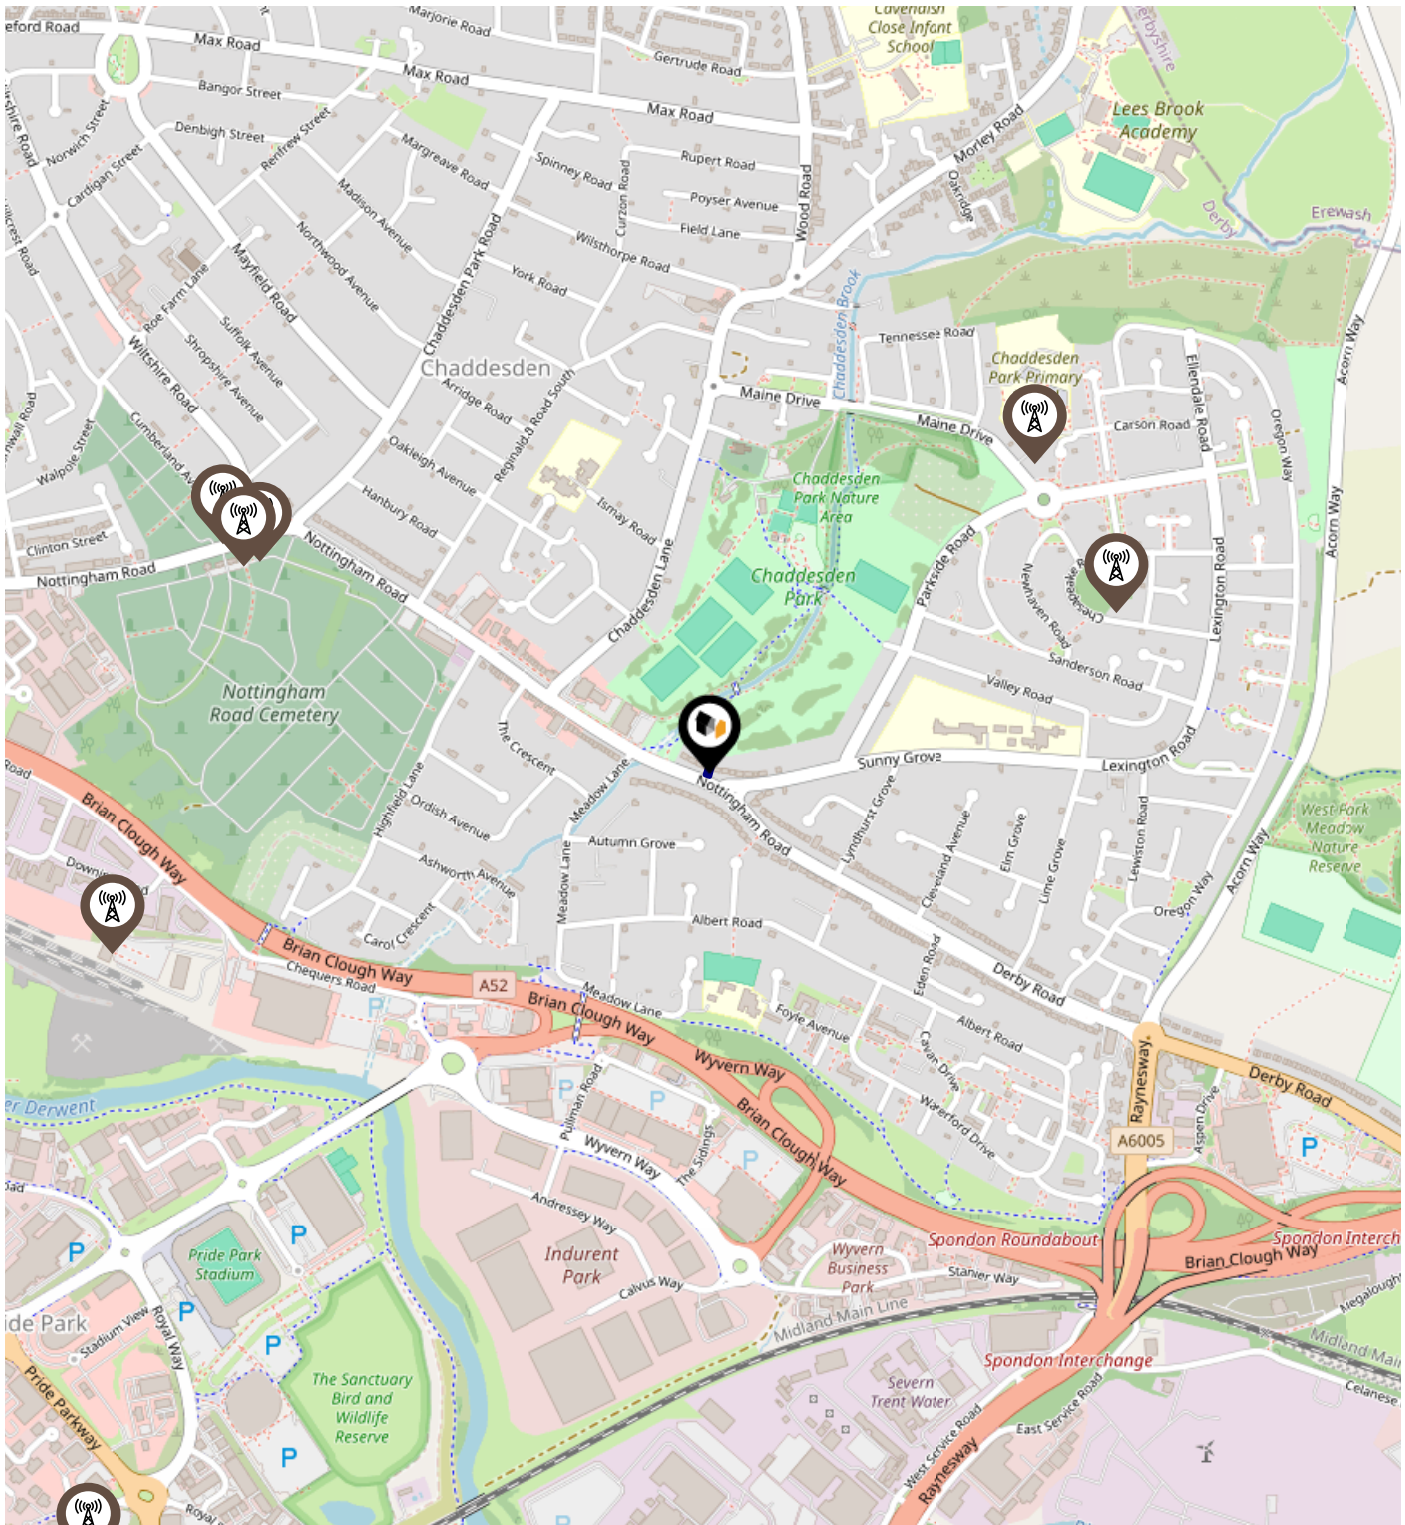 Max Road
Marjorie Road
Cavendish
Close Infant
School
Derbyshire
Gertrude Road
Max Road
Bangor Street
Max Road
Lees Brook
Academy
Norwich Street
Denbigh Street
Renfrew Street
Morley Road
Cardigan Street
Margreave Road
Spinney Road
Rupert Road
Madison Avenue
Curzon Road
Poyser Avenue
Wood Road
Oakridge
Derby
Erewash
Hillcrest Road
Mayfield Road
Northwood Avenue
Chaddesden Park Road
Wilsthorpe Road
Field Lane
York Road
Chaddesden Brook
Roe Farm Lane
Suffolk Avenue
Shropshire Avenue
Wiltshire Road
Tennessee Road
Chaddesden
Chaddesden
Park Primary
Acorn Way
Ellendale Road
Arridge Road
Reginald Road South
Maine Drive
Maine Drive
Carson Road
Oregon Way
Walpole Street
Oakleigh Avenue
Hanbury Road
Ismay Road
Chaddesden
Park Nature
Area
Acorn Way
Clinton Street
Nottingham Road
Nottingham Road
Chaddesden Lane
Chaddesden
Park
Parkside Road
Newhaven Road
Lexington Road
Sanderson Road
Valley Road
Nottingham
Road Cemetery
The Crescent
Meadow Lane
Sunny Grove
Lexington Road
Brian Clough Way
Highfield Lane
Ordish Avenue
Nottingham Road
Lyndhurst Grove
Cleveland Avenue
Elm Grove
Lime Grove
Lewiston Road
Acorn Way
West Park
Meadow
Nature
Reserve
Autumn Grove
Ashworth Avenue
Meadow Lane
Albert Road
Oregon Way
Carol Crescent
Eden Road
Derby Road
Brian Clough Way
Chequers Road
A52
P
Brian Clough Way
Meadow Lane
Foyle Avenue
Albert Road
Cavan Drive
Wyvern Way
Waterford Drive
Raynesway
Derby Road
Aspen Drive
A6005
P
er Derwent
Pullman Road
P
P
Brian Clough Way
Wyvern Way
The Sidings
P
Andressey Way
P
P
Pride Park
Stadium
Indurent
Park
Wyvern
Business
Park
Spondon Roundabout
Spondon Interch
Brian Clough Way
Stanier Way
Calvus Way
Midland Main Line
Megalough
Midland Main
P
P
ide Park
Stadium View
Royal Way
Pride Parkway
The Sanctuary
Bird and
Wildlife
Reserve
Spondon Interchange
Severn
Trent Water
Celanese
East Service Road
West Service Road
Raynesway
P
P
Royal